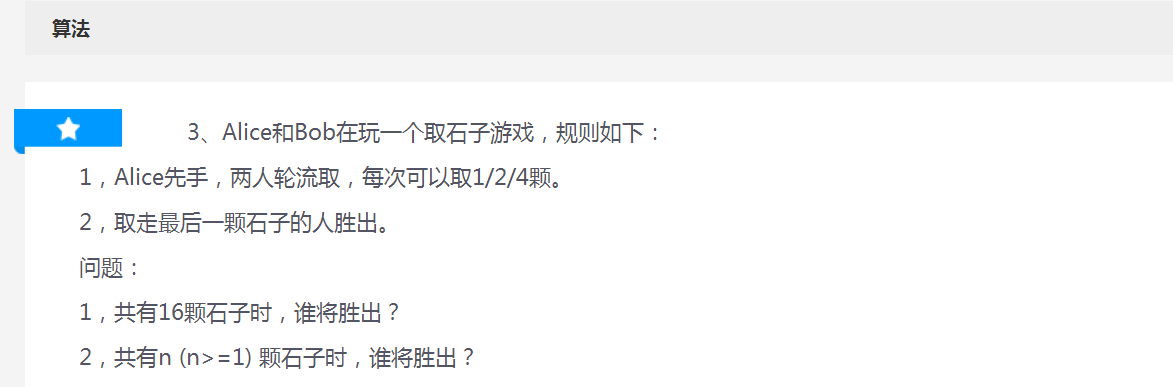 算法
3、Alice和Bob在玩一个取石子游戏，规则如下：
1，Alice先手，两人轮流取，每次可以取1/2/4颗。
2，取走最后一颗石子的人胜出。
问题：
1，共有16颗石子时，谁将胜出？
2，共有n (n>=1) 颗石子时，谁将胜出？